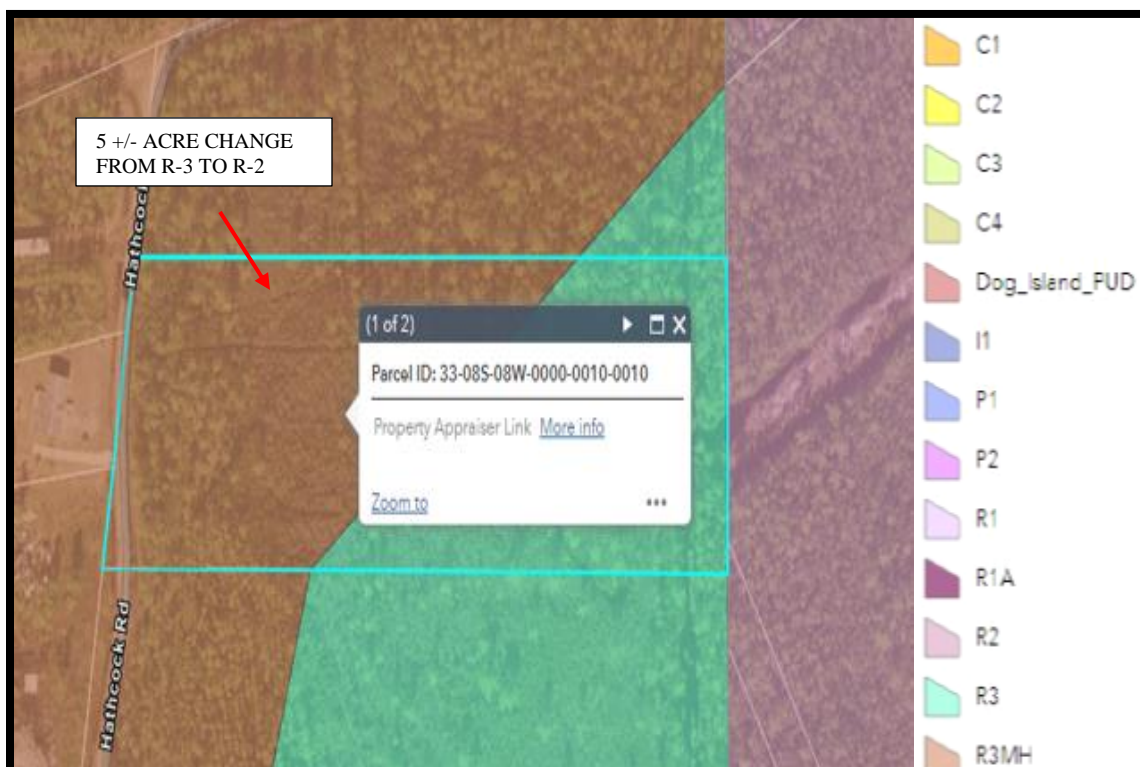 5 +/- ACRE CHANGE
FROM R-3 TO R-2
Hathcock
(1 of 2)
Parcel ID: 33-08S-08W-0000-0010-0010
Property Appraiser Link More info
Zoom to
Hathcock Rd
C1
C2
C3
C4
Dog_Island_PUD
I1
P1
P2
R1
R1A
R2
R3
R3MH